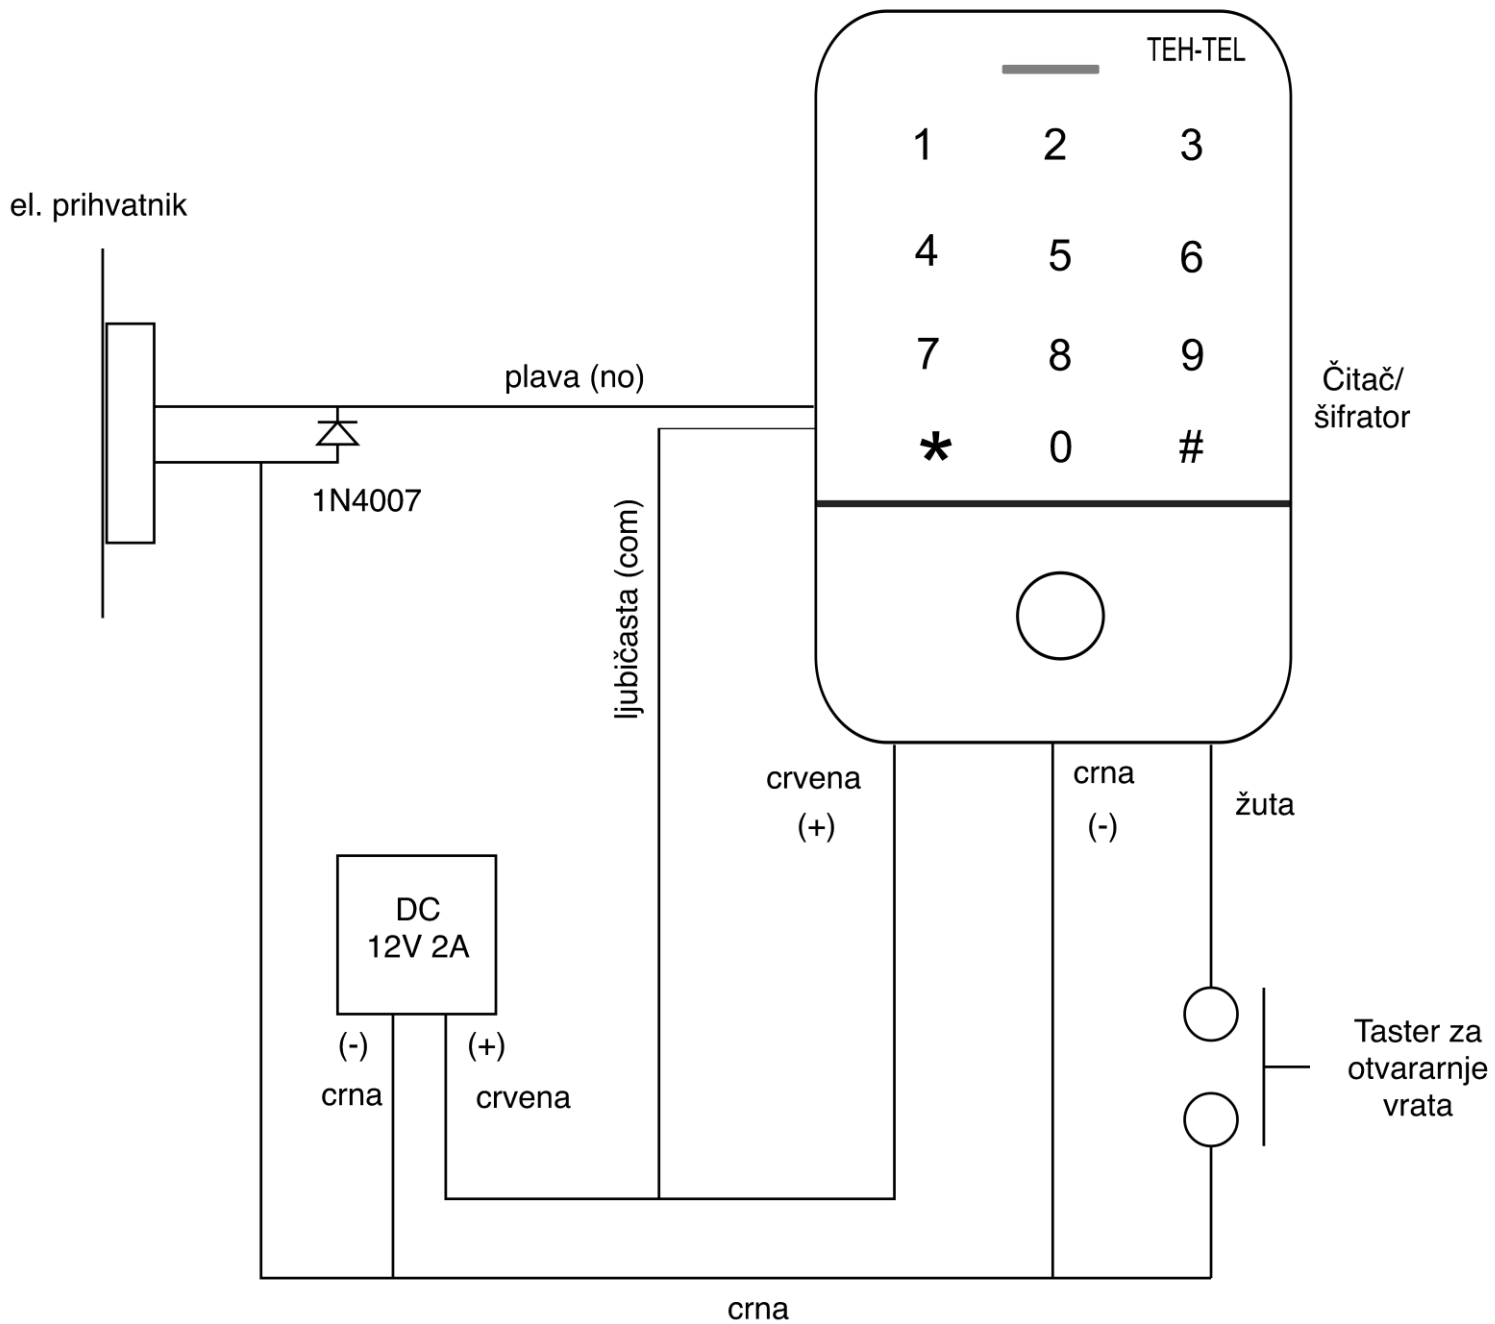 TEH-TEL
1 2 3
4 5 6
7 8 9
* 0 #
el. prihvatnik
plava (no)
1N4007
ljubičasta (com)
Čitač/
šifrator
crvena
(+)
crna
(-)
žuta
DC
12V 2A
(-)
crna
(+)
crvena
Taster za
otvararnje
vrata
crna